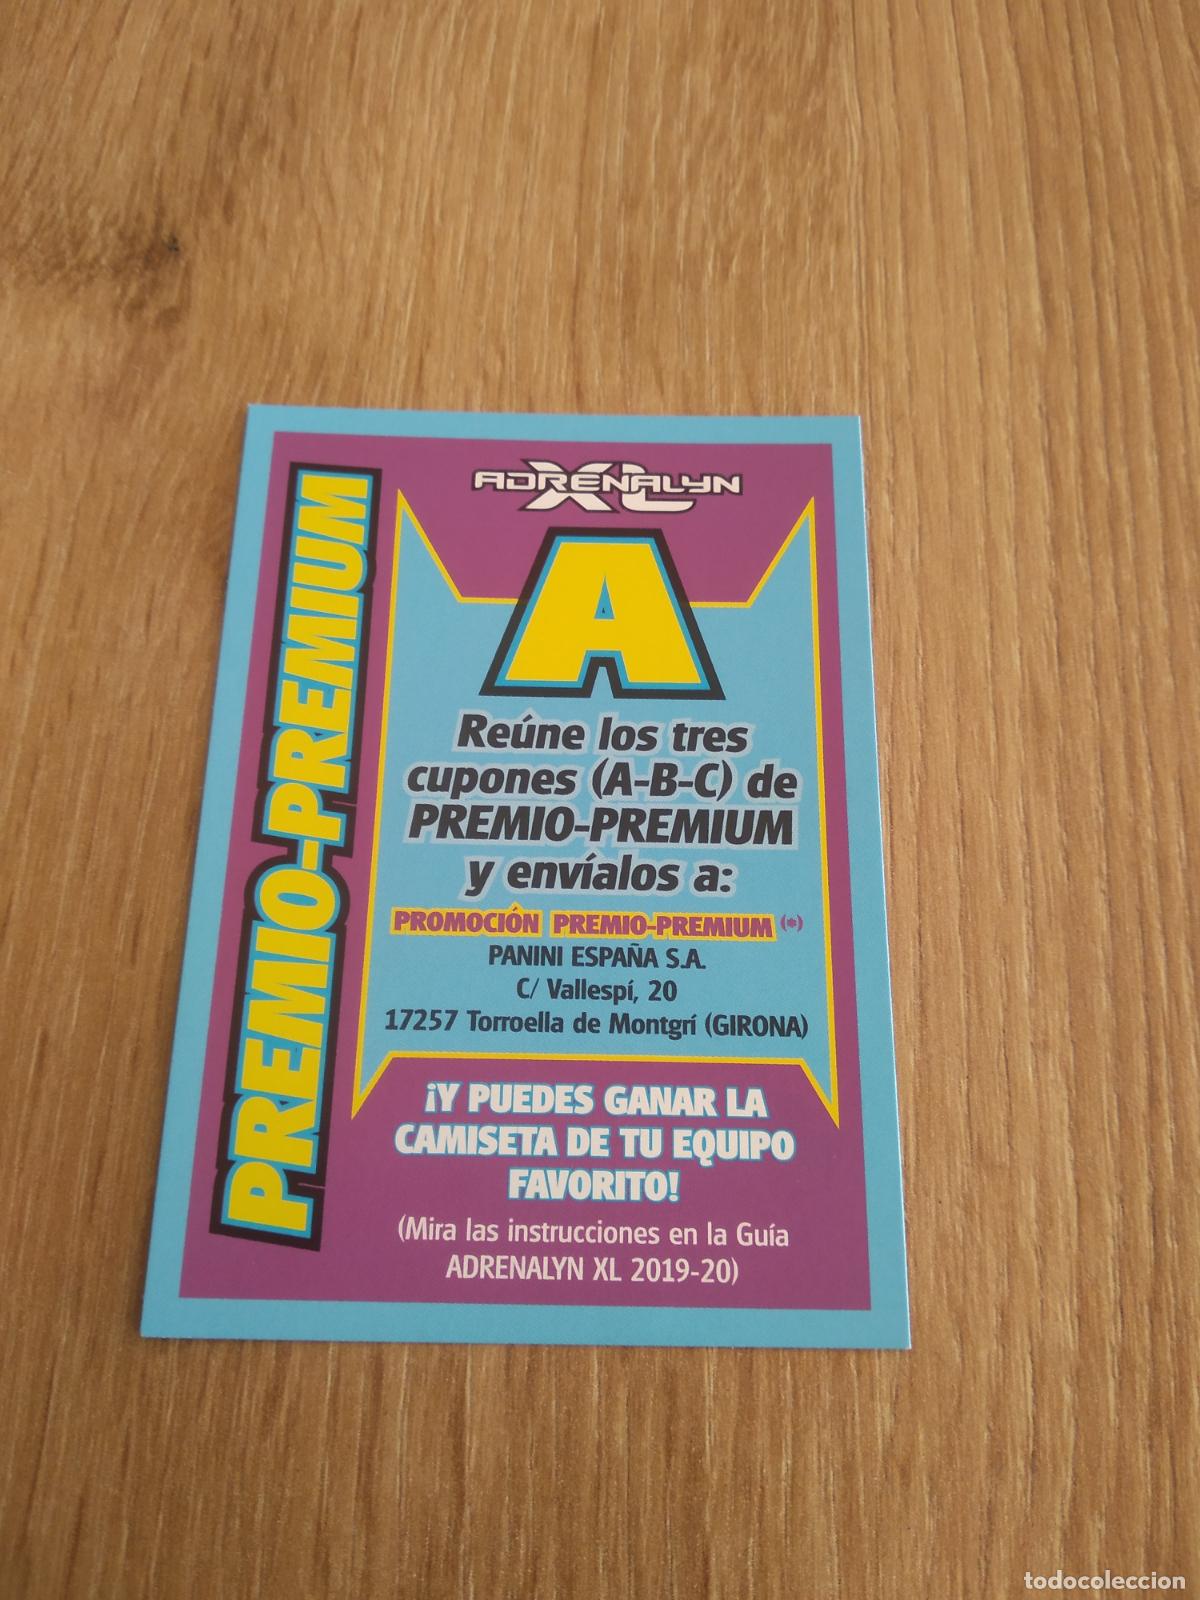 ADRENALYN XL
PREMIO-PREMIUM
A
Reúne los tres
cupones (A-B-C) de
PREMIO-PREMIUM
y envíalos a:
PROMOCIÓN PREMIO-PREMIUM (*)
PANINI ESPAÑA S.A.
C/ Vallespí, 20
17257 Torroella de Montgrí (GIRONA)
¡Y PUEDES GANAR LA
CAMISETA DE TU EQUIPO
FAVORITO!
(Mira las instrucciones en la Guía
ADRENALYN XL 2019-20)
todocoleccion